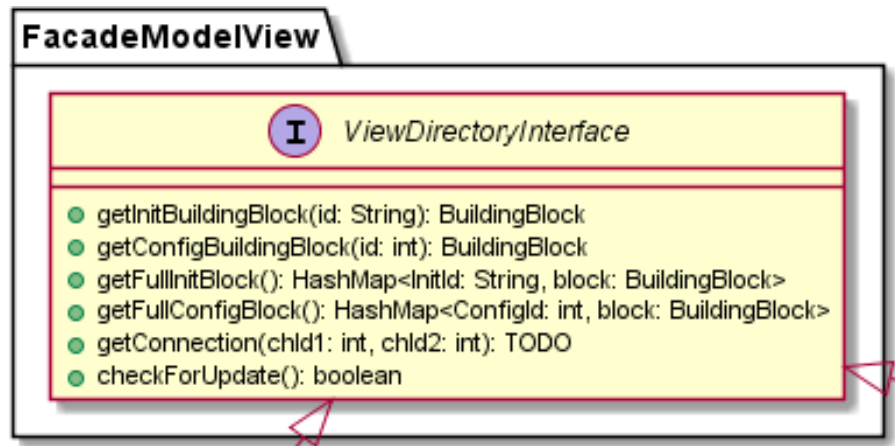 FacadeModelView
I ViewDirectoryInterface
getInitBuildingBlock(id: String): BuildingBlock
getConfigBuildingBlock(id: int): BuildingBlock
getFullInitBlock(): HashMap<InitId: String, block: BuildingBlock>
getFullConfigBlock(): HashMap<ConfigId: int, block: BuildingBlock>
getConnection(chId1: int, chId2: int): TODO
checkForUpdate(): boolean